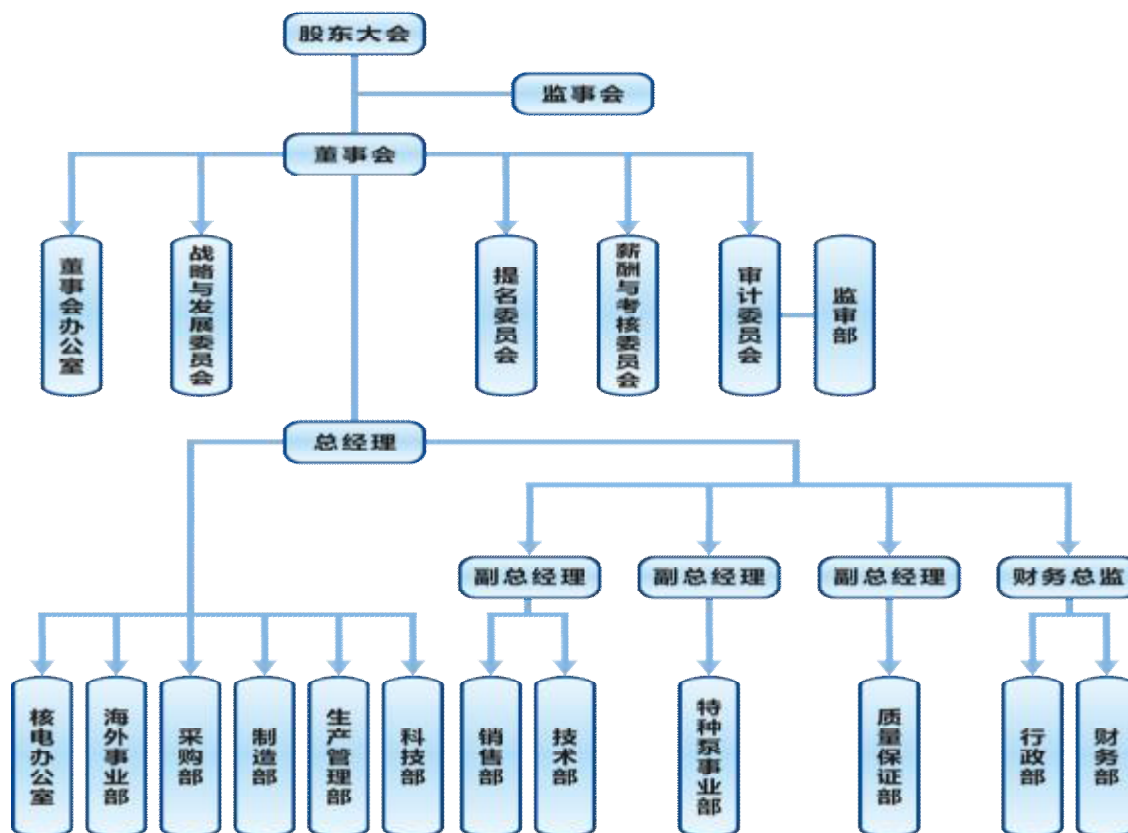 股东大会
监事会
董事会
董事会办公室
战略与发展委员会
提名委员会
薪酬与考核委员会
审计委员会
监审部
总经理
副总经理
副总经理
副总经理
财务总监
核电办公室
海外事业部
采购部
制造部
生产管理部
科技部
销售部
技术部
特种泵事业部
质量保证部
行政部
财务部